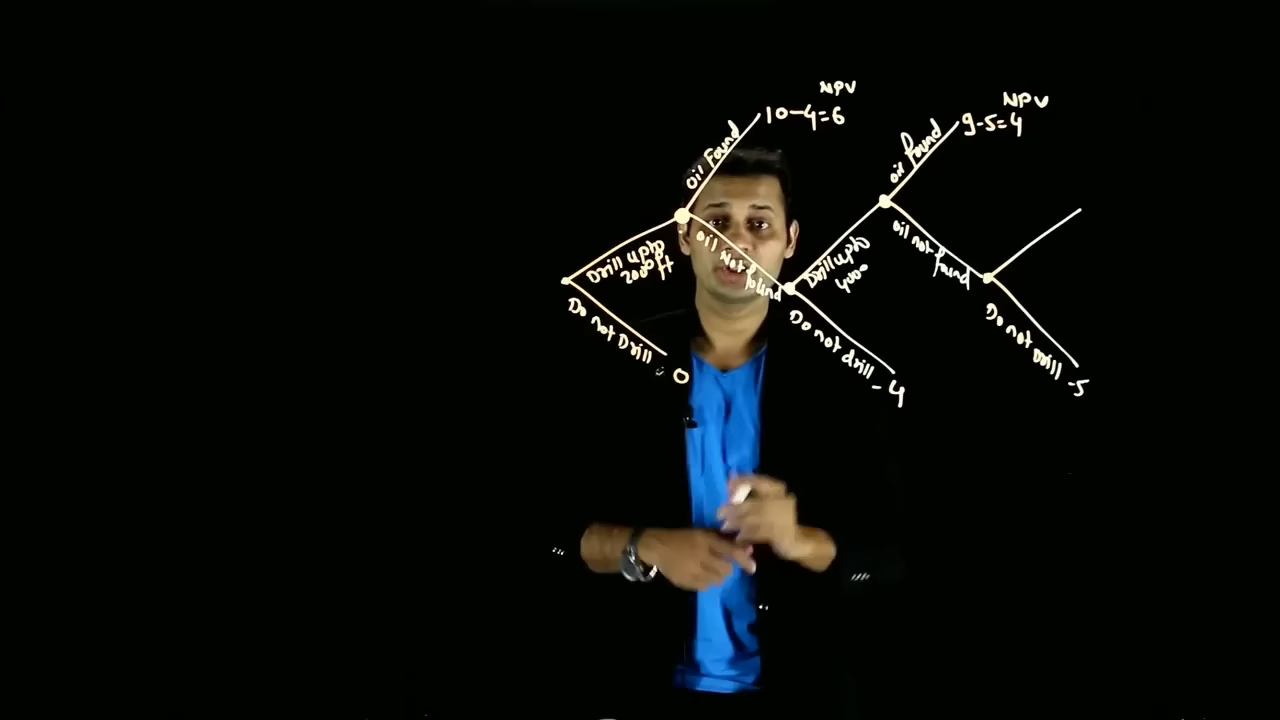 NPV
10-4=6
Oil Found
Drill upto
2000 ft
Do not Drill
0
Oil Not found
Drill upto
4000
Do not drill -4
NPV
9-5=4
Oil found
Oil not found
Do not Drill -5